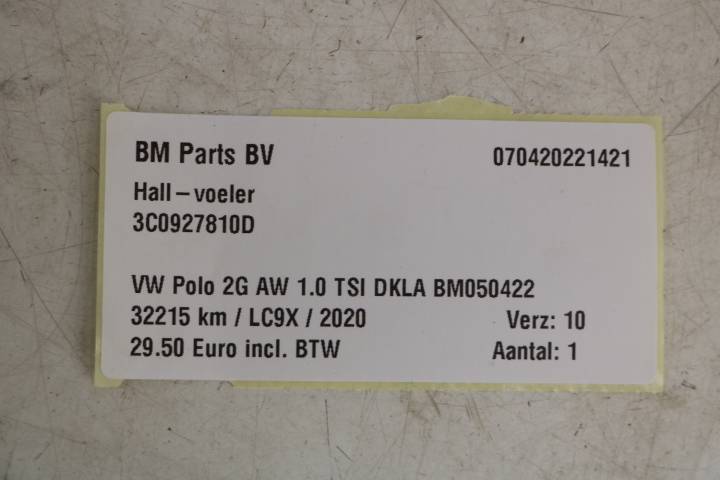 BM Parts BV 070420221421
Hall-voeler
3C0927810D
VW Polo 2G AW 1.0 TSI DKLA BM050422
32215 km / LC9X / 2020 Verz: 10
29.50 Euro incl. BTW Aantal: 1